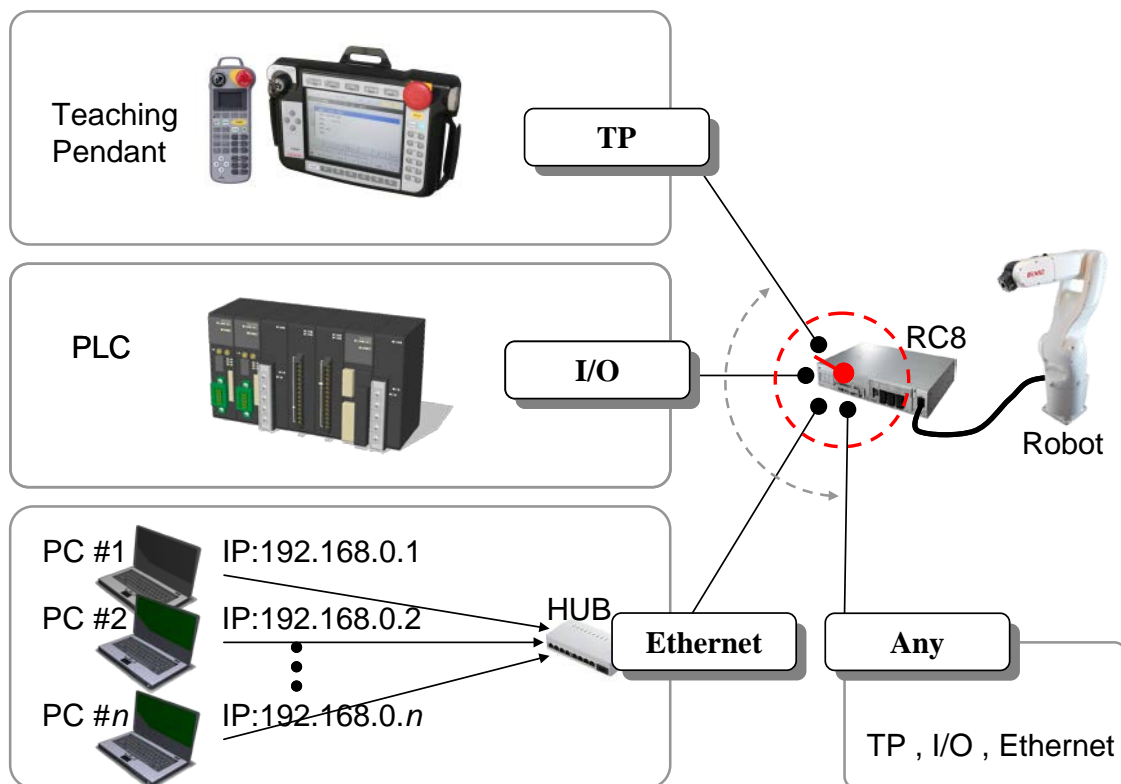 Teaching
Pendant
TP
PLC
I/O
RC8
Robot
DENSO
PC #1
IP:192.168.0.1
PC #2
IP:192.168.0.2
PC #n
IP:192.168.0.n
HUB
Ethernet
Any
TP , I/O , Ethernet